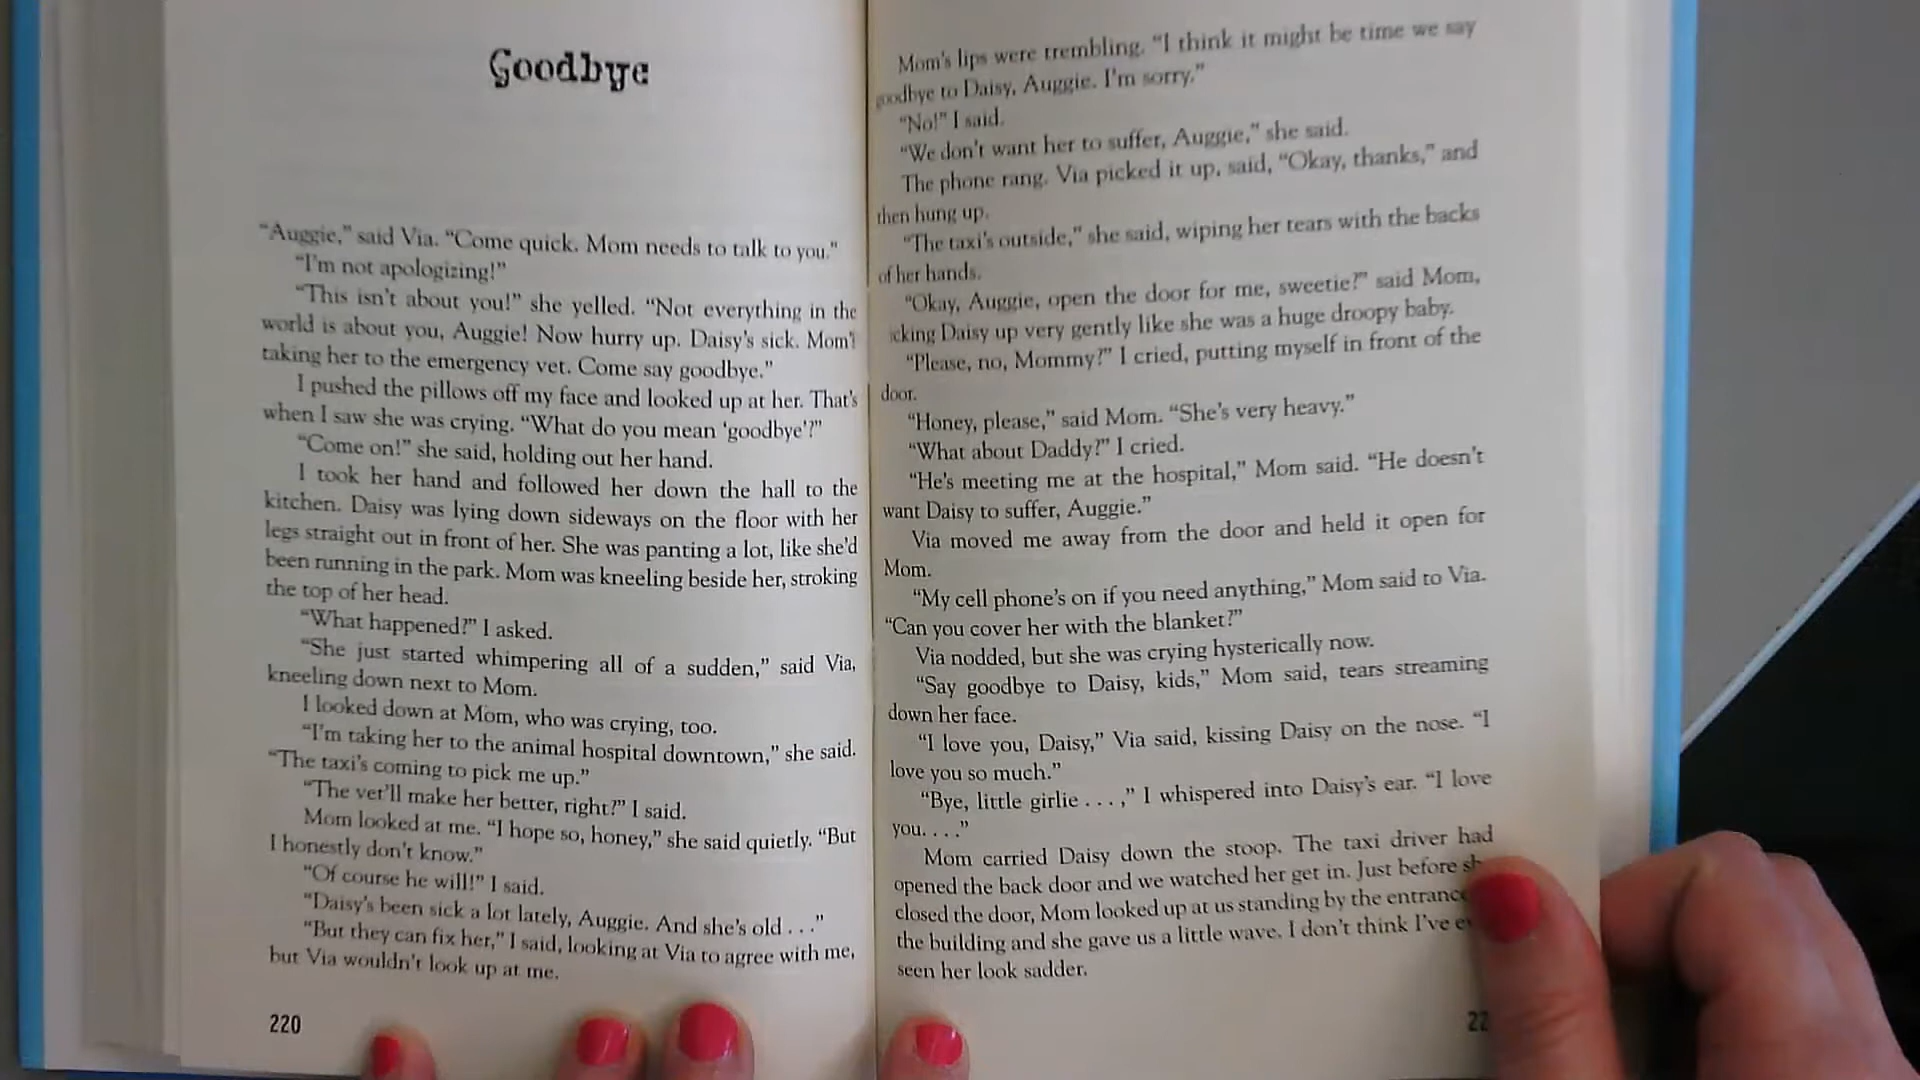 Goodbye
"Auggie," said Via. "Come quick. Mom needs to talk to you."
"I'm not apologizing!"
"This isn't about you!" she yelled. "Not everything in the
world is about you, Auggie! Now hurry up. Daisy's sick. Mom's
taking her to the emergency vet. Come say goodbye."
I pushed the pillows off my face and looked up at her. That's
when I saw she was crying. "What do you mean 'goodbye'?"
"Come on!" she said, holding out her hand.
I took her hand and followed her down the hall to the
kitchen. Daisy was lying down sideways on the floor with her
legs straight out in front of her. She was panting a lot, like she'd
been running in the park. Mom was kneeling beside her, stroking
the top of her head.
"What happened?" I asked.
"She just started whimpering all of a sudden," said Via,
kneeling down next to Mom.
I looked down at Mom, who was crying, too.
"I'm taking her to the animal hospital downtown," she said.
"The taxi's coming to pick me up."
"The vet'll make her better, right?" I said.
Mom looked at me. "I hope so, honey," she said quietly. "But
I honestly don't know."
"Of course he will!" I said.
"Daisy's been sick a lot lately, Auggie. And she's old . . ."
"But they can fix her," I said, looking at Via to agree with me,
but Via wouldn't look up at me.
220
Mom's lips were trembling. "I think it might be time we say
goodbye to Daisy, Auggie. I'm sorry."
"No!" I said.
"We don't want her to suffer, Auggie," she said.
The phone rang. Via picked it up, said, "Okay, thanks," and
then hung up.
"The taxi's outside," she said, wiping her tears with the backs
of her hands.
"Okay, Auggie, open the door for me, sweetie?" said Mom,
Daisy up very gently like she was a huge droopy baby.
"Please, no, Mommy?" I cried, putting myself in front of the
door.
"Honey, please," said Mom. "She's very heavy."
"What about Daddy?" I cried.
"He's meeting me at the hospital," Mom said. "He doesn't
want Daisy to suffer, Auggie."
Via moved me away from the door and held it open for
Mom.
"My cell phone's on if you need anything," Mom said to Via.
"Can you cover her with the blanket?"
Via nodded, but she was crying hysterically now.
"Say goodbye to Daisy, kids," Mom said, tears streaming
down her face.
"I love you, Daisy," Via said, kissing Daisy on the nose. "I
love you so much."
"Bye, little girlie . . . ," I whispered into Daisy's ear. "I love
you. . . ."
Mom carried Daisy down the stoop. The taxi driver had
opened the back door and we watched her get in. Just before
closed the door, Mom looked up at us standing by the entrance
the building and she gave us a little wave. I don't think I've
seen her look sadder.